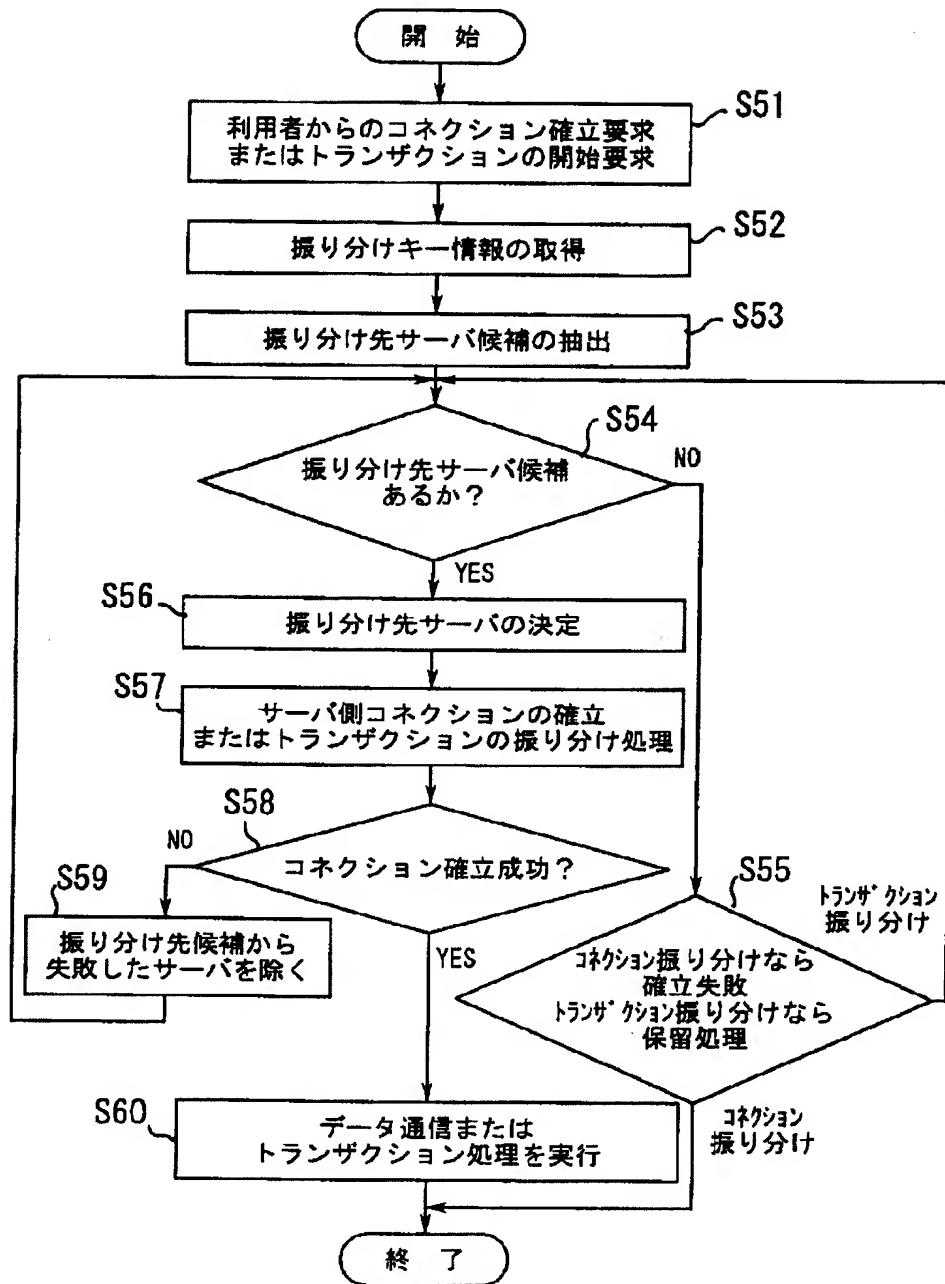 開 始
S51
利用者からのコネクション確立要求
またはトランザクションの開始要求
S52
振り分けキー情報の取得
S53
振り分け先サーバ候補の抽出
S54
振り分け先サーバ候補
あるか?
NO
YES
S56
振り分け先サーバの決定
S57
サーバ側コネクションの確立
またはトランザクションの振り分け処理
S58
NO
コネクション確立成功?
S59
振り分け先候補から
失敗したサーバを除く
YES
S55
トランザクション
振り分け
コネクション振り分けなら
確立失敗
トランザクション振り分けなら
保留処理
コネクション
振り分け
S60
データ通信または
トランザクション処理を実行
終 了